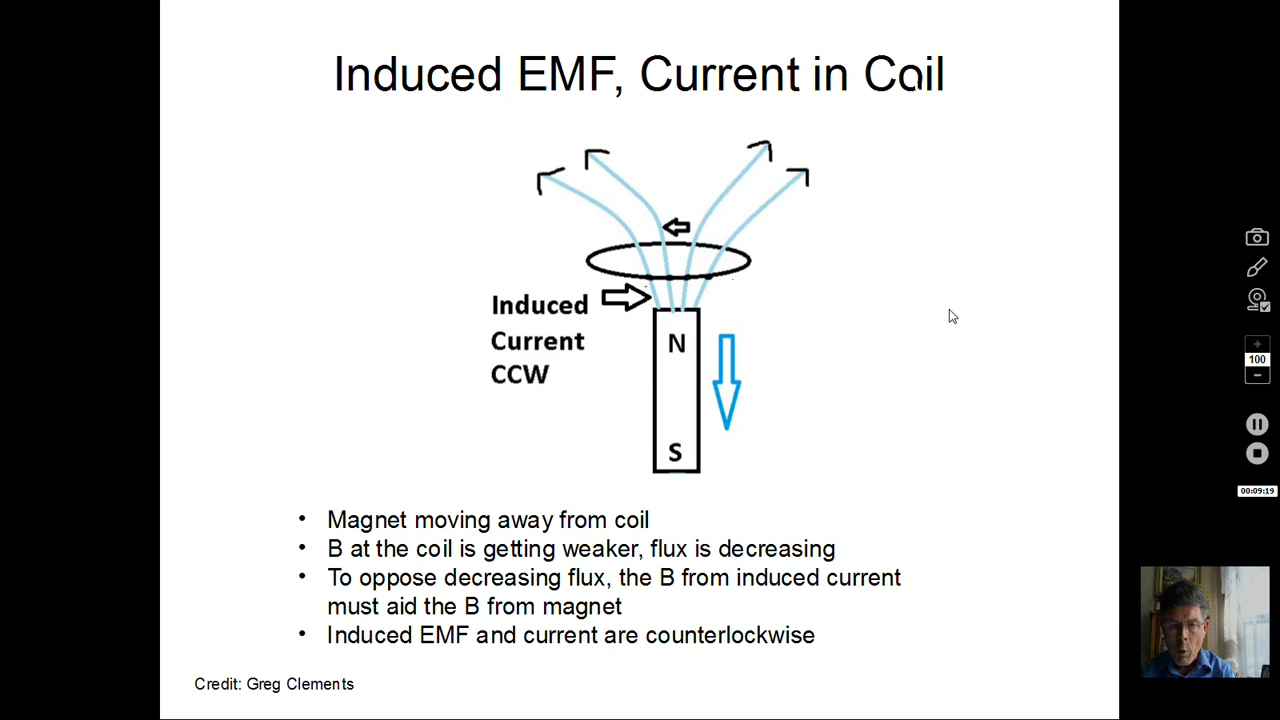 Induced EMF, Current in Coil
Induced
Current
CCW
N
S
• Magnet moving away from coil
• B at the coil is getting weaker, flux is decreasing
• To oppose decreasing flux, the B from induced current
must aid the B from magnet
• Induced EMF and current are counterlockwise
Credit: Greg Clements
+
100
-
00:09:19